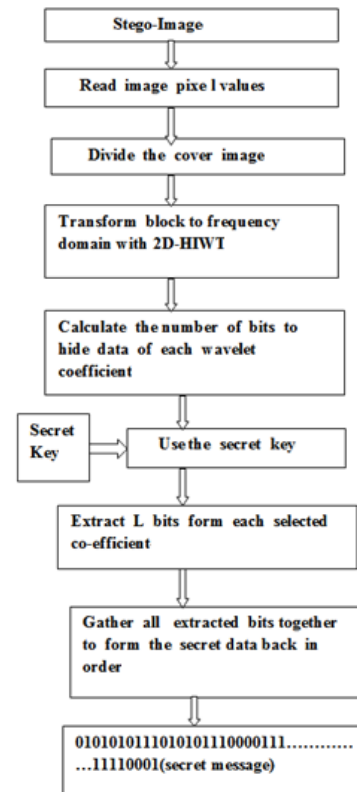 Stego-Image
Read image pixe l values
Divide the cover image
Transform block to frequency
domain with 2D-HIWT
Calculate the number of bits to
hide data of each wavelet
coefficient
Secret
Key
Use the secret key
Extract L bits form each selected
co-efficient
Gather all extracted bits together
to form the secret data back in
order
0101010111010101110000111............
...11110001(secret message)